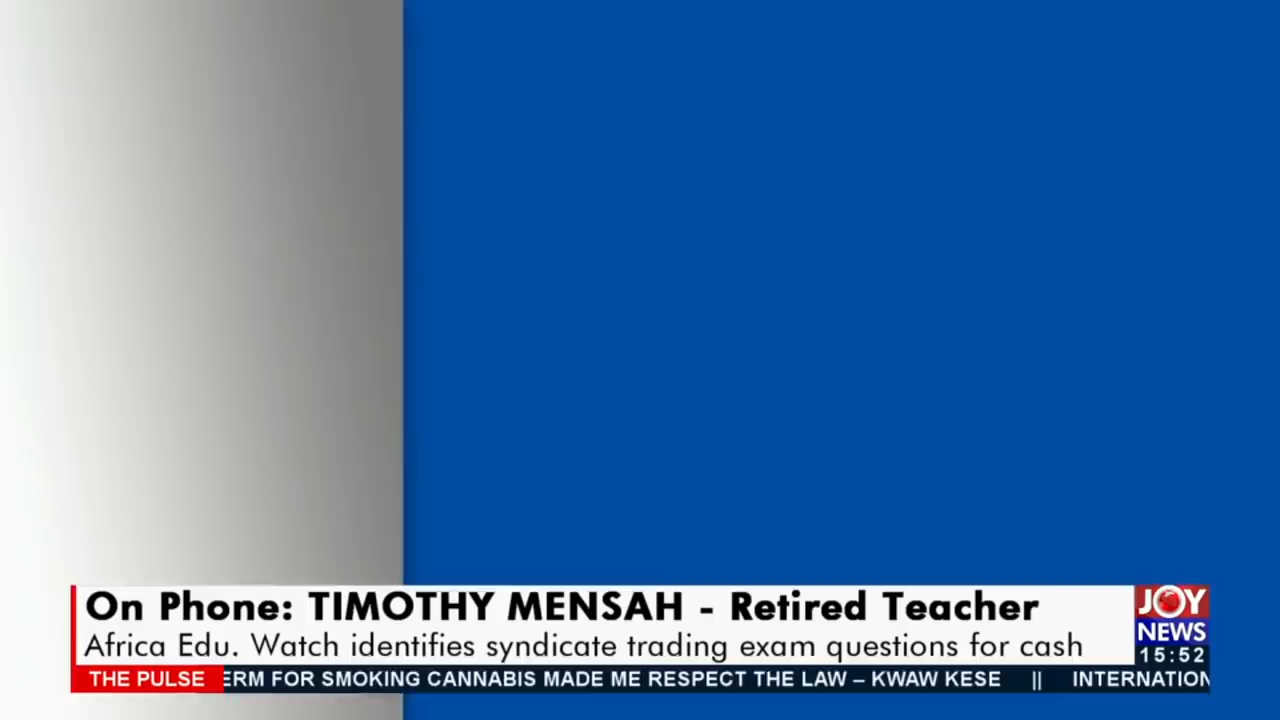 On Phone: TIMOTHY MENSAH - Retired Teacher
Africa Edu. Watch identifies syndicate trading exam questions for cash
JOY
NEWS
15:52
THE PULSE
ERM FOR SMOKING CANNABIS MADE ME RESPECT THE LAW – KWAW KESE || INTERNATION